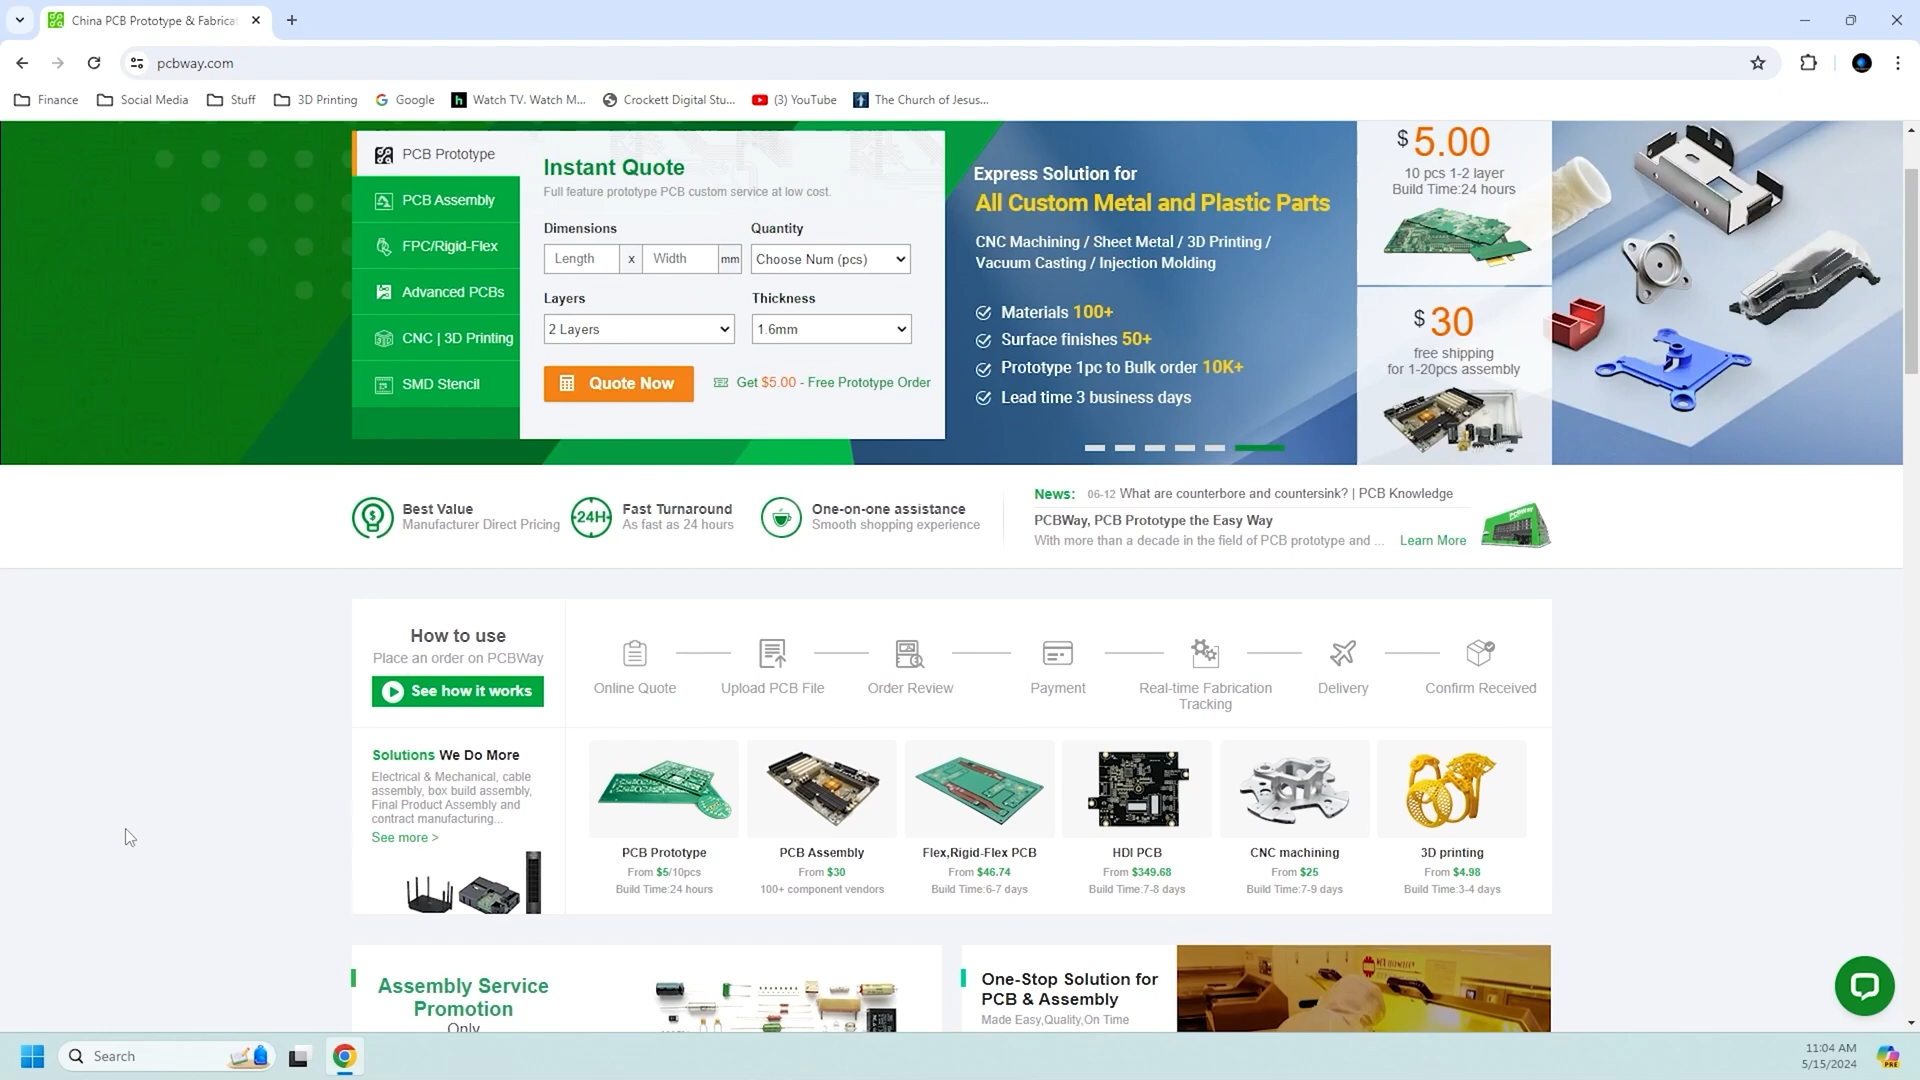 China PCB Prototype & Fabrica
pcbway.com
Finance
Social Media
Stuff
3D Printing
Google
Watch TV. Watch M...
Crockett Digital Stu...
(3) YouTube
The Church of Jesus...
PCB Prototype
PCB Assembly
FPC/Rigid-Flex
Advanced PCBs
CNC | 3D Printing
SMD Stencil
Instant Quote
Full feature prototype PCB custom service at low cost.
Dimensions
Quantity
Length x Width mm
Choose Num (pcs)
Layers
Thickness
2 Layers
1.6mm
Quote Now
Get $5.00 - Free Prototype Order
Express Solution for
All Custom Metal and Plastic Parts
CNC Machining / Sheet Metal / 3D Printing /
Vacuum Casting / Injection Molding
Materials 100+
Surface finishes 50+
Prototype 1pc to Bulk order 10K+
Lead time 3 business days
$ 5.00
10 pcs 1-2 layer
Build Time:24 hours
$ 30
free shipping
for 1-20pcs assembly
Best Value
Manufacturer Direct Pricing
24H
Fast Turnaround
As fast as 24 hours
One-on-one assistance
Smooth shopping experience
News: 06-12 What are counterbore and countersink? | PCB Knowledge
PCBWay, PCB Prototype the Easy Way
With more than a decade in the field of PCB prototype and ... Learn More
How to use
Place an order on PCBWay
See how it works
Online Quote
Upload PCB File
Order Review
Payment
Real-time Fabrication
Tracking
Delivery
Confirm Received
Solutions We Do More
Electrical & Mechanical, cable
assembly, box build assembly,
Final Product Assembly and
contract manufacturing...
See more >
PCB Prototype
From $5/10pcs
Build Time:24 hours
PCB Assembly
From $30
100+ component vendors
Flex,Rigid-Flex PCB
From $46.74
Build Time:6-7 days
HDI PCB
From $349.68
Build Time:7-8 days
CNC machining
From $25
Build Time:7-9 days
3D printing
From $4.98
Build Time:3-4 days
Assembly Service
Promotion
Only
One-Stop Solution for
PCB & Assembly
Made Easy,Quality,On Time
Search
11:04 AM
5/15/2024
PRE